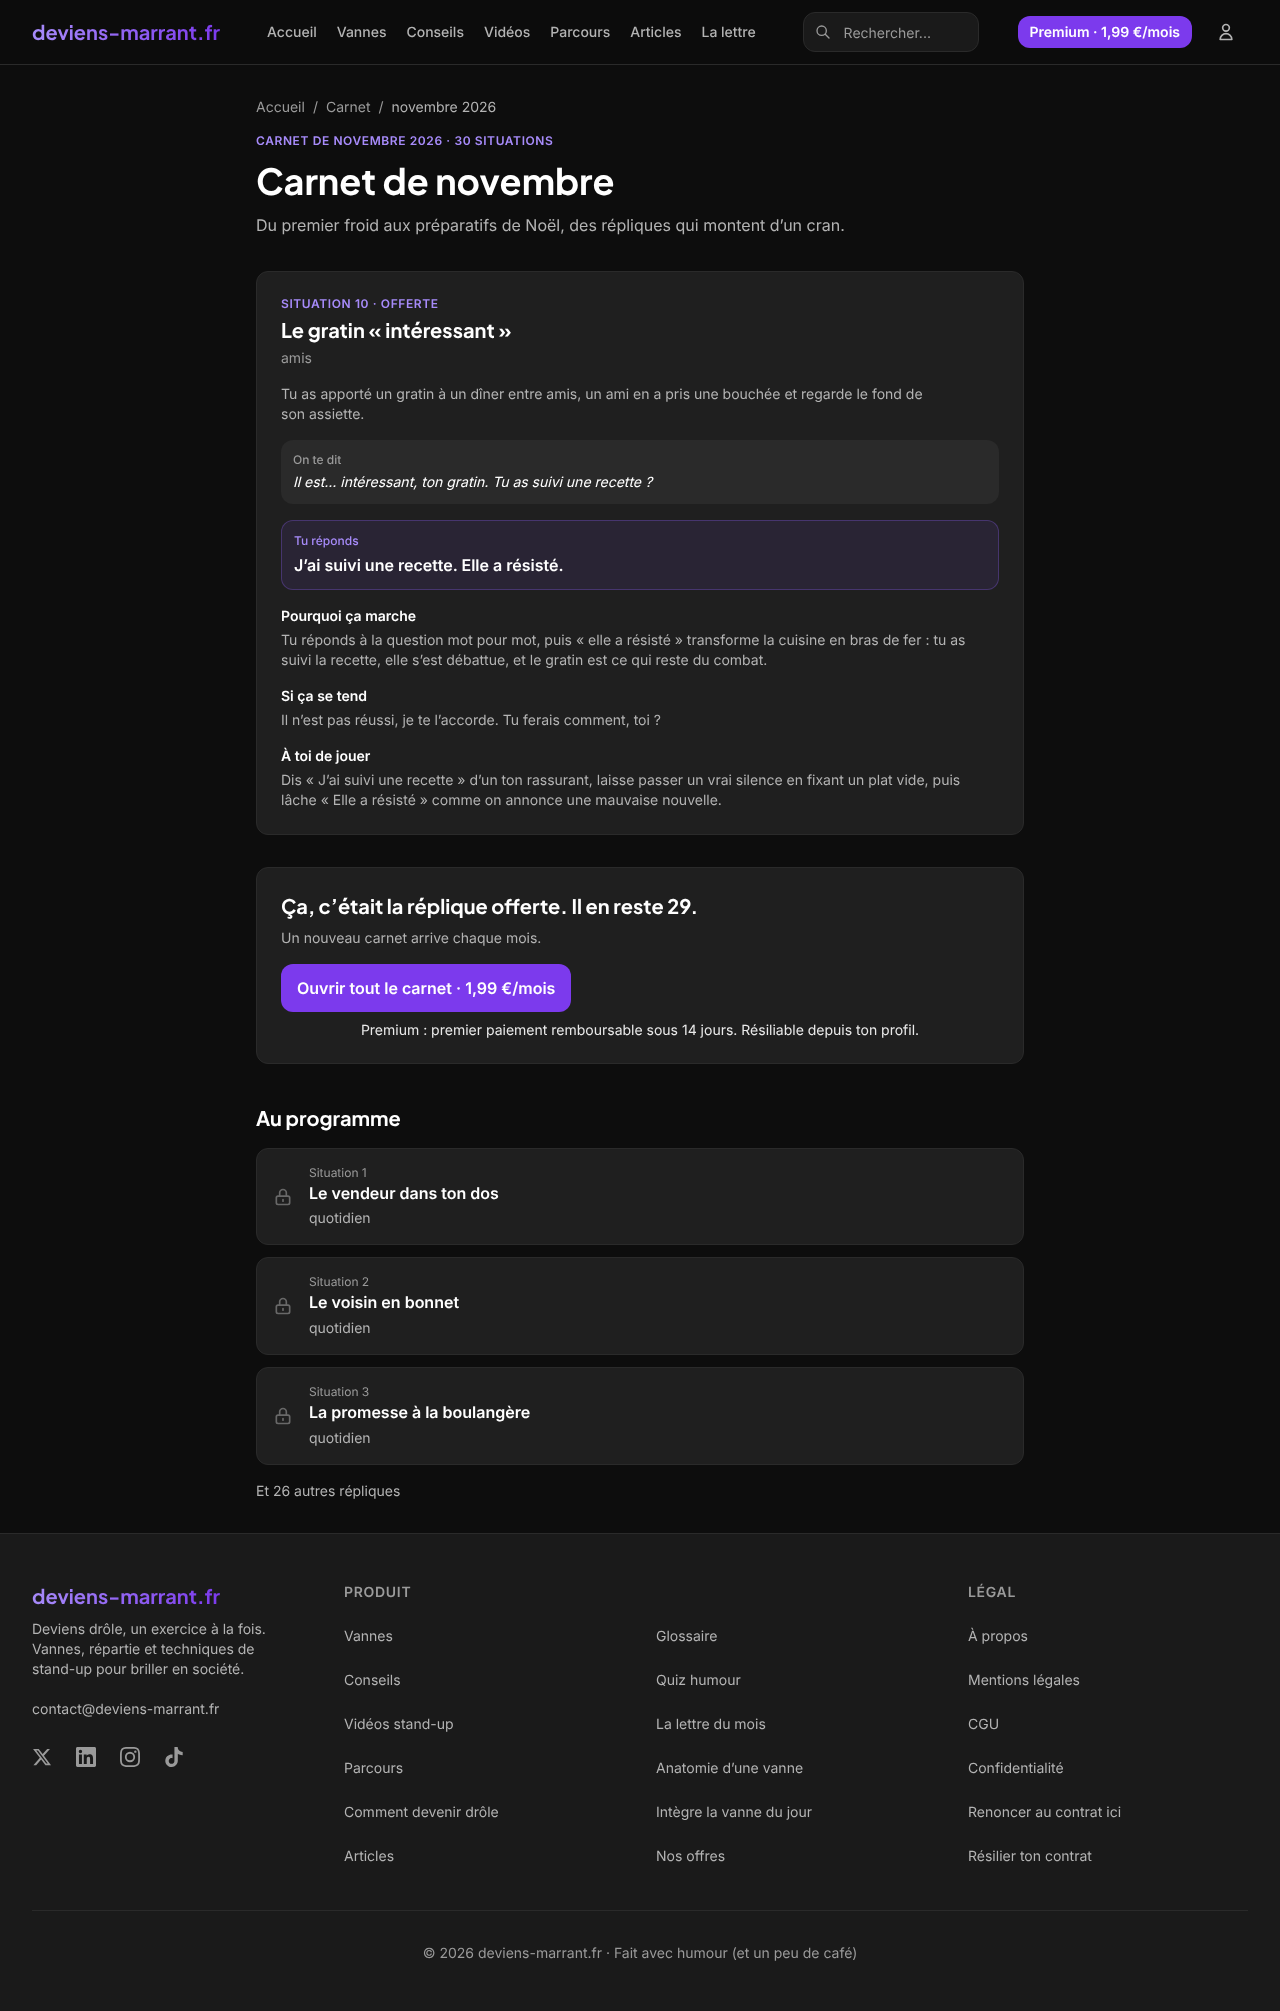 deviens-marrant.fr
Accueil
Vannes
Conseils
Vidéos
Parcours
Articles
La lettre
Rechercher...
Premium · 1,99 €/mois
Accueil / Carnet / novembre 2026
CARNET DE NOVEMBRE 2026 · 30 SITUATIONS
Carnet de novembre
Du premier froid aux préparatifs de Noël, des répliques qui montent d’un cran.
SITUATION 10 · OFFERTE
Le gratin « intéressant »
amis
Tu as apporté un gratin à un dîner entre amis, un ami en a pris une bouchée et regarde le fond de
son assiette.
On te dit
Il est… intéressant, ton gratin. Tu as suivi une recette ?
Tu réponds
J’ai suivi une recette. Elle a résisté.
Pourquoi ça marche
Tu réponds à la question mot pour mot, puis « elle a résisté » transforme la cuisine en bras de fer : tu as
suivi la recette, elle s’est débattue, et le gratin est ce qui reste du combat.
Si ça se tend
Il n’est pas réussi, je te l’accorde. Tu ferais comment, toi ?
À toi de jouer
Dis « J’ai suivi une recette » d’un ton rassurant, laisse passer un vrai silence en fixant un plat vide, puis
lâche « Elle a résisté » comme on annonce une mauvaise nouvelle.
Ça, c’était la réplique offerte. Il en reste 29.
Un nouveau carnet arrive chaque mois.
Ouvrir tout le carnet · 1,99 €/mois
Premium : premier paiement remboursable sous 14 jours. Résiliable depuis ton profil.
Au programme
Situation 1
Le vendeur dans ton dos
quotidien
Situation 2
Le voisin en bonnet
quotidien
Situation 3
La promesse à la boulangère
quotidien
Et 26 autres répliques
deviens-marrant.fr
Deviens drôle, un exercice à la fois.
Vannes, répartie et techniques de
stand-up pour briller en société.
contact@deviens-marrant.fr
PRODUIT
Vannes
Conseils
Vidéos stand-up
Parcours
Comment devenir drôle
Articles
Glossaire
Quiz humour
La lettre du mois
Anatomie d’une vanne
Intègre la vanne du jour
Nos offres
LÉGAL
À propos
Mentions légales
CGU
Confidentialité
Renoncer au contrat ici
Résilier ton contrat
© 2026 deviens-marrant.fr · Fait avec humour (et un peu de café)